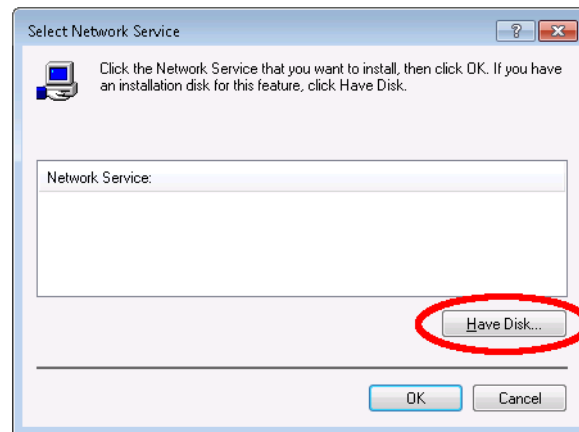 Select Network Service
Click the Network Service that you want to install, then click OK. If you have
an installation disk for this feature, click Have Disk.
Network Service:
Have Disk...
OK
Cancel